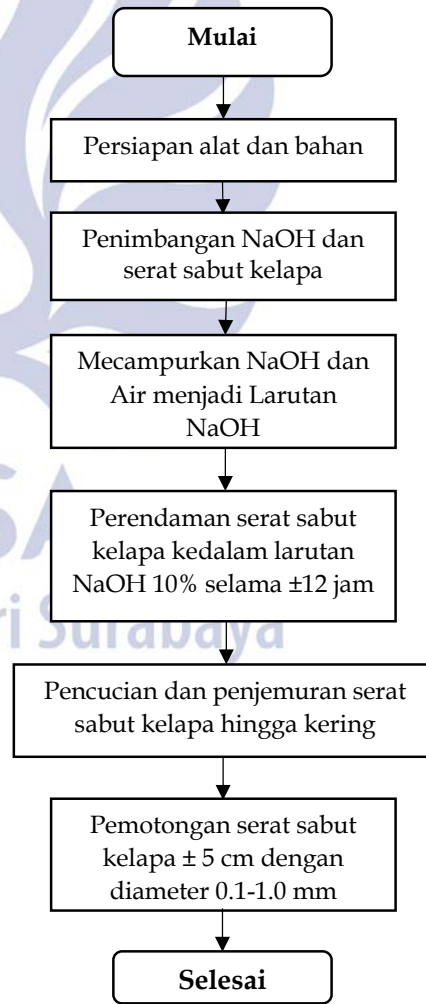 Mulai
Persiapan alat dan bahan
Penimbangan NaOH dan
serat sabut kelapa
Mecampurkan NaOH dan
Air menjadi Larutan
NaOH
Perendaman serat sabut
kelapa kedalam larutan
NaOH 10% selama ±12 jam
ri Surabaya
Pencucian dan penjemuran serat
sabut kelapa hingga kering
Pemotongan serat sabut
kelapa ± 5 cm dengan
diameter 0.1-1.0 mm
Selesai